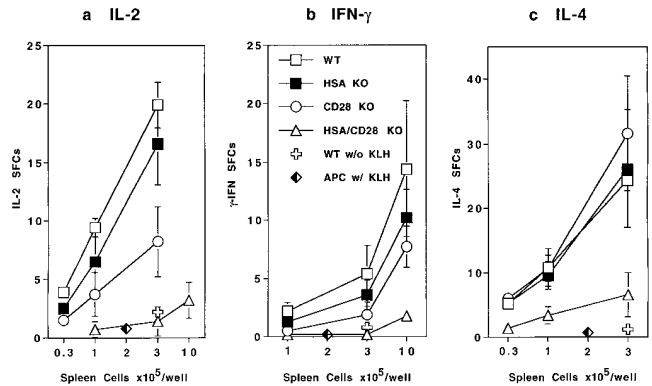 a IL-2
b IFN-γ
c IL-4
25
20
15
10
5
0
IL-2 SFCs
0.3 1 2 3 10
Spleen Cells x10⁵/well
25
20
15
10
5
0
γ-IFN SFCs
WT
HSA KO
CD28 KO
HSA/CD28 KO
WT w/o KLH
APC w/ KLH
1 2 3 10
Spleen Cells x10⁵/well
40
30
20
10
0
IL-4 SFCs
0.3 1 2 3
Spleen Cells x10⁵/well